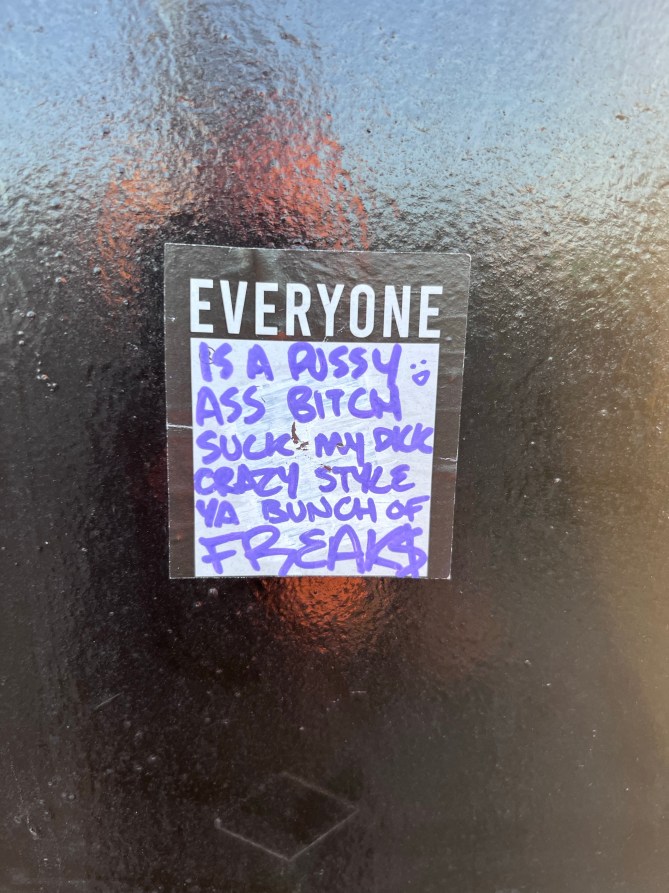 EVERYONE
IS A PUSSY :)
ASS BITCH
SUCK MY DICK
CRAZY STYLE
YA BUNCH OF
FREAK$